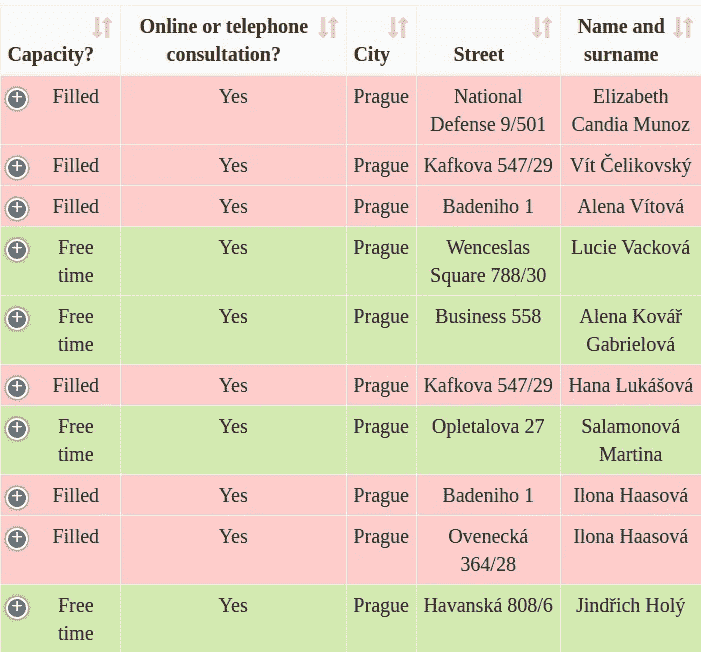 Capacity? Online or telephone consultation? City Street Name and surname
Filled Yes Prague National Defense 9/501 Elizabeth Candia Munoz
Filled Yes Prague Kafkova 547/29 Vít Čelikovský
Filled Yes Prague Badeniho 1 Alena Vítová
Free time Yes Prague Wenceslas Square 788/30 Lucie Vacková
Free time Yes Prague Business 558 Alena Kovář Gabrielová
Filled Yes Prague Kafkova 547/29 Hana Lukášová
Free time Yes Prague Opletalova 27 Salamonová Martina
Filled Yes Prague Badeniho 1 Ilona Haasová
Filled Yes Prague Ovenecká 364/28 Ilona Haasová
Free time Yes Prague Havanská 808/6 Jindřich Holý